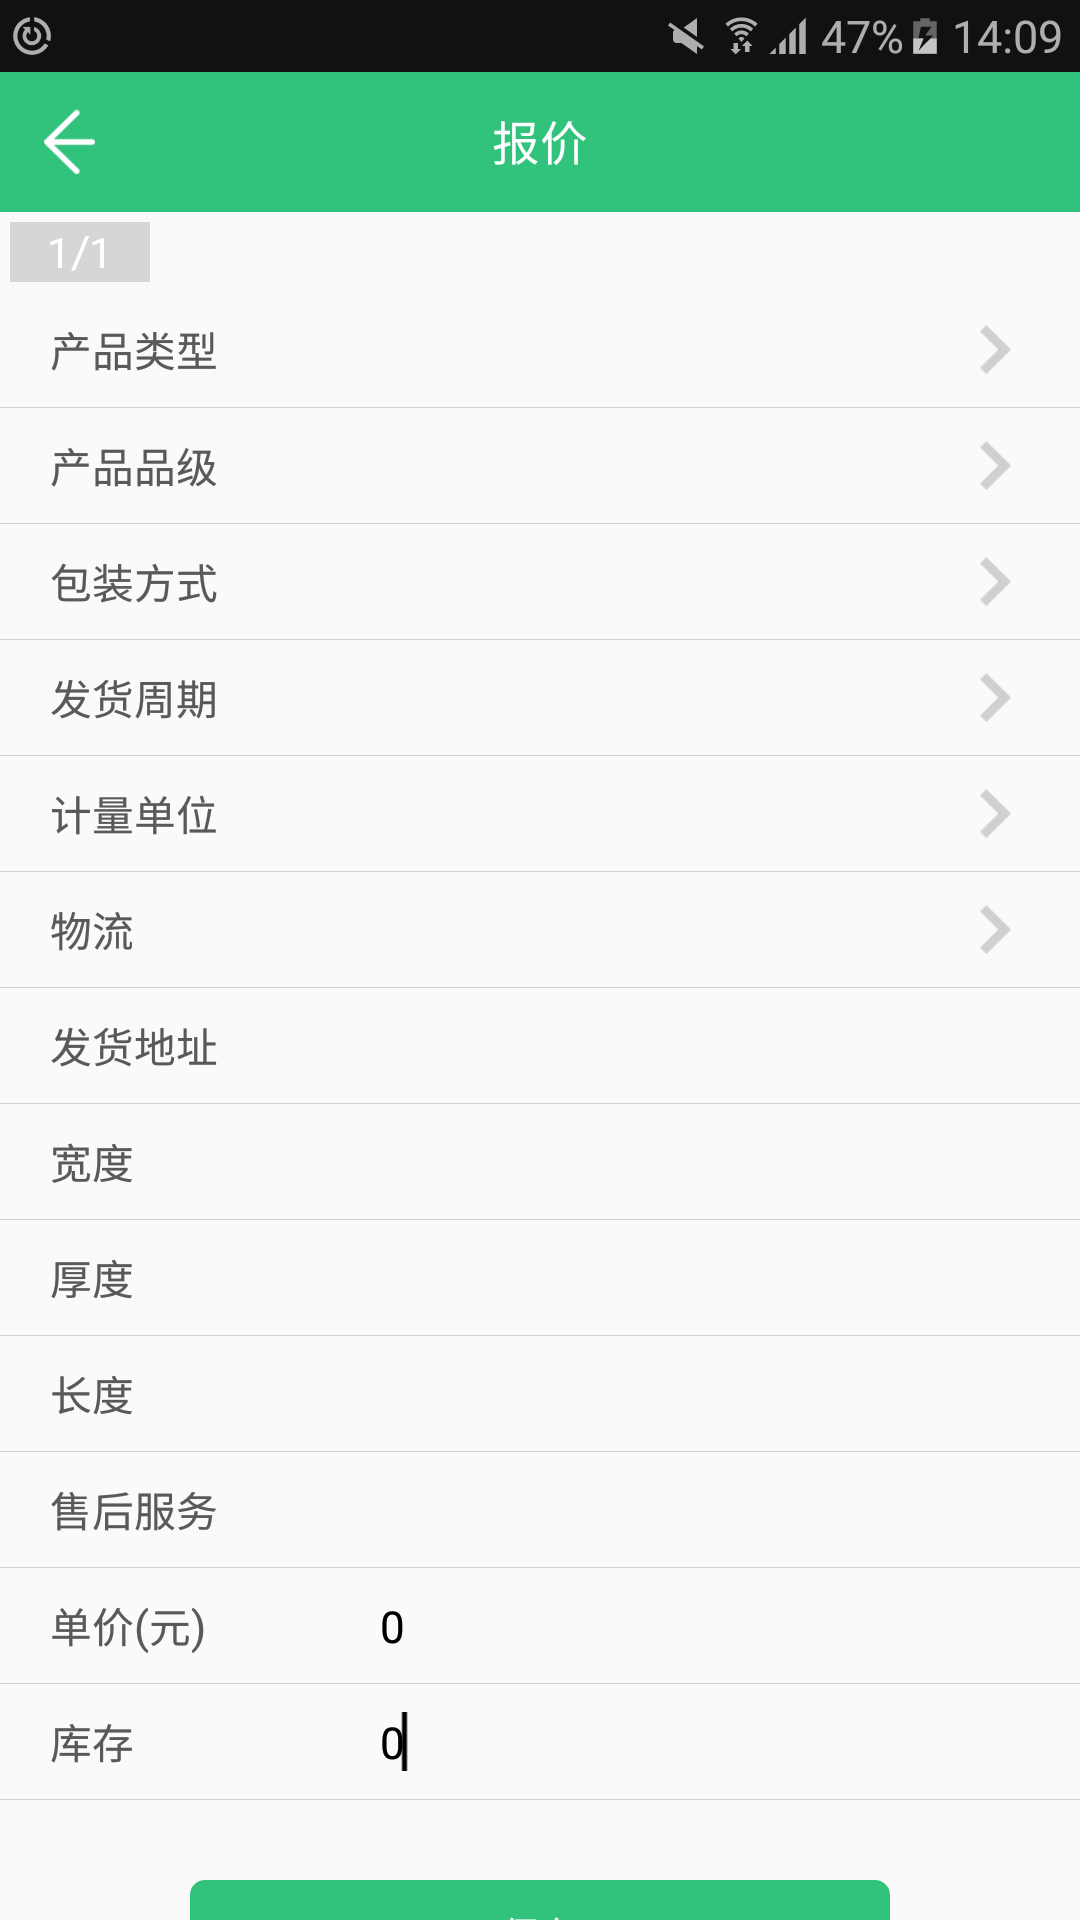 47% 14:09
报价
1/1
产品类型
产品品级
包装方式
发货周期
计量单位
物流
发货地址
宽度
厚度
长度
售后服务
单价(元) 0
库存 0